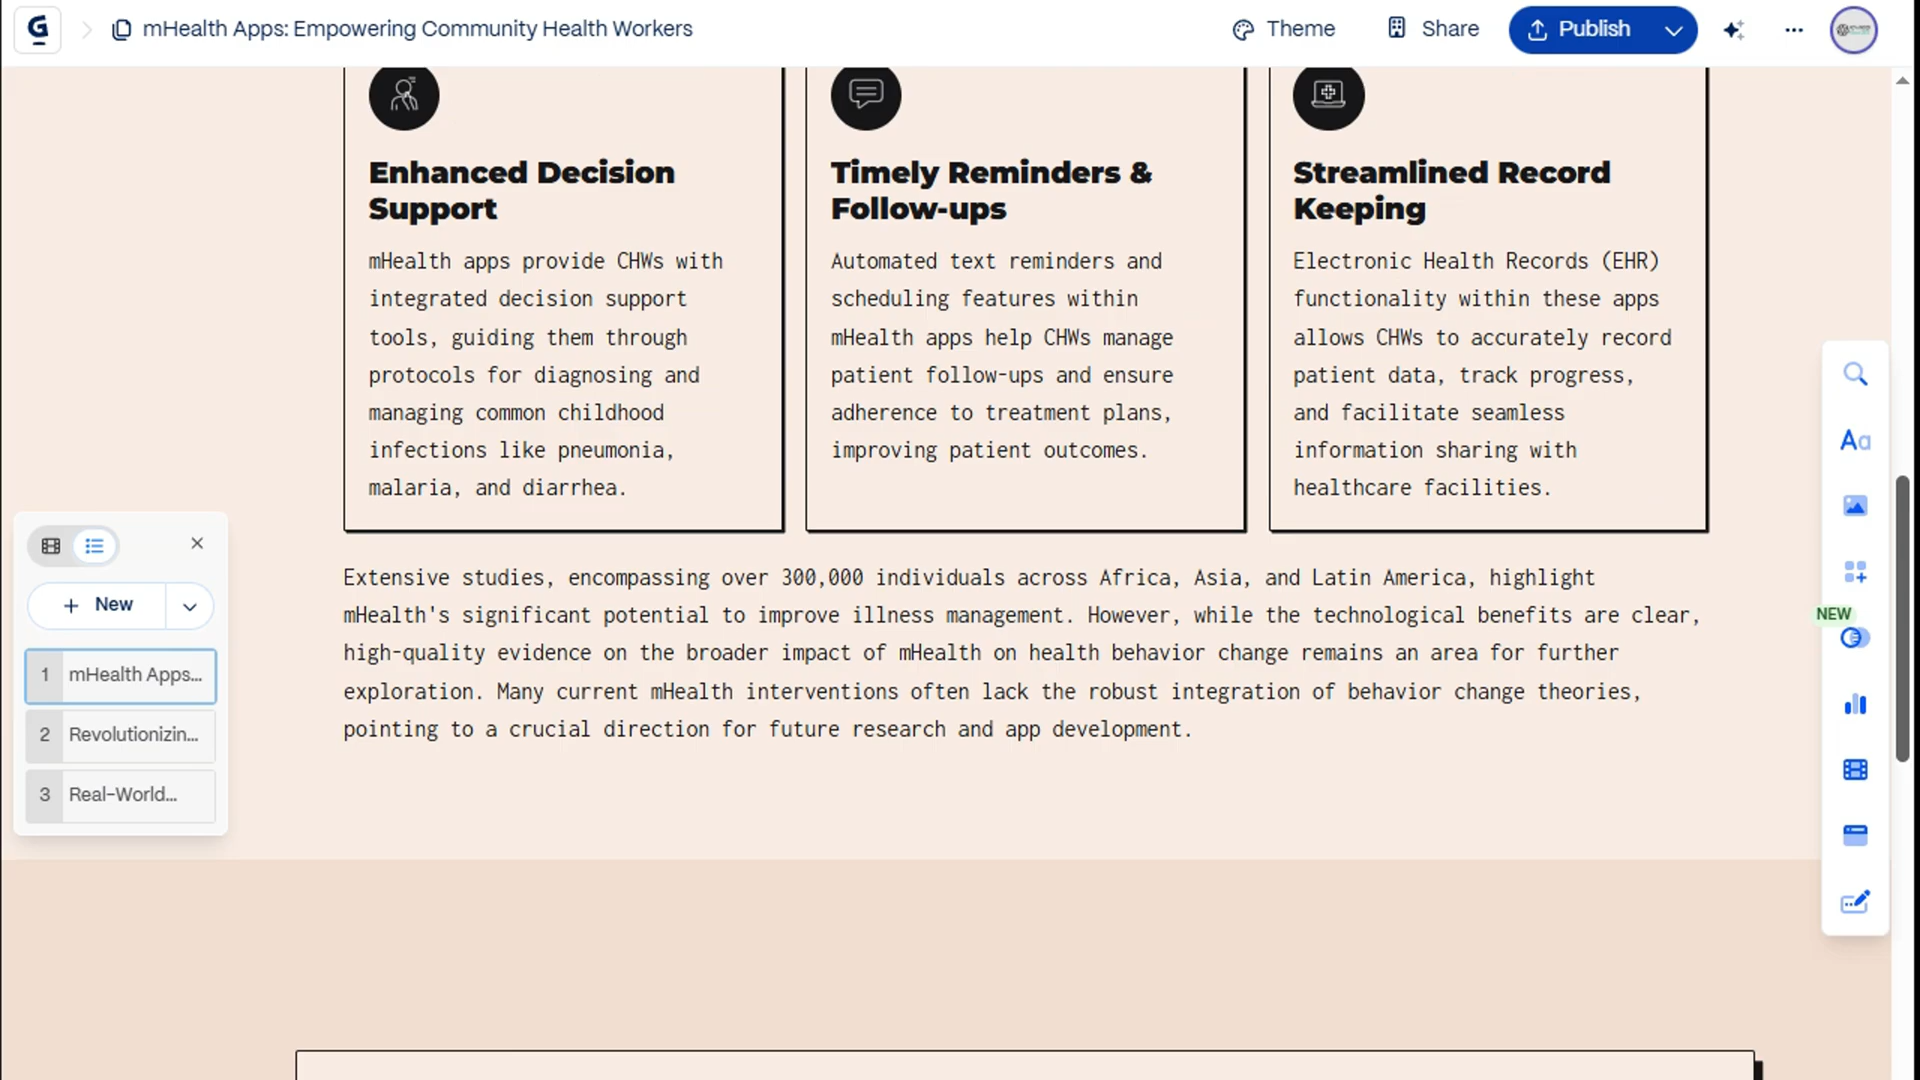 mHealth Apps: Empowering Community Health Workers
Theme
Share
Publish
Enhanced Decision
Support
mHealth apps provide CHWs with
integrated decision support
tools, guiding them through
protocols for diagnosing and
managing common childhood
infections like pneumonia,
malaria, and diarrhea.
Timely Reminders &
Follow-ups
Automated text reminders and
scheduling features within
mHealth apps help CHWs manage
patient follow-ups and ensure
adherence to treatment plans,
improving patient outcomes.
Streamlined Record
Keeping
Electronic Health Records (EHR)
functionality within these apps
allows CHWs to accurately record
patient data, track progress,
and facilitate seamless
information sharing with
healthcare facilities.
Extensive studies, encompassing over 300,000 individuals across Africa, Asia, and Latin America, highlight
mHealth's significant potential to improve illness management. However, while the technological benefits are clear,
high-quality evidence on the broader impact of mHealth on health behavior change remains an area for further
exploration. Many current mHealth interventions often lack the robust integration of behavior change theories,
pointing to a crucial direction for future research and app development.
New
1 mHealth Apps...
2 Revolutionizin...
3 Real-World...
Aa
NEW